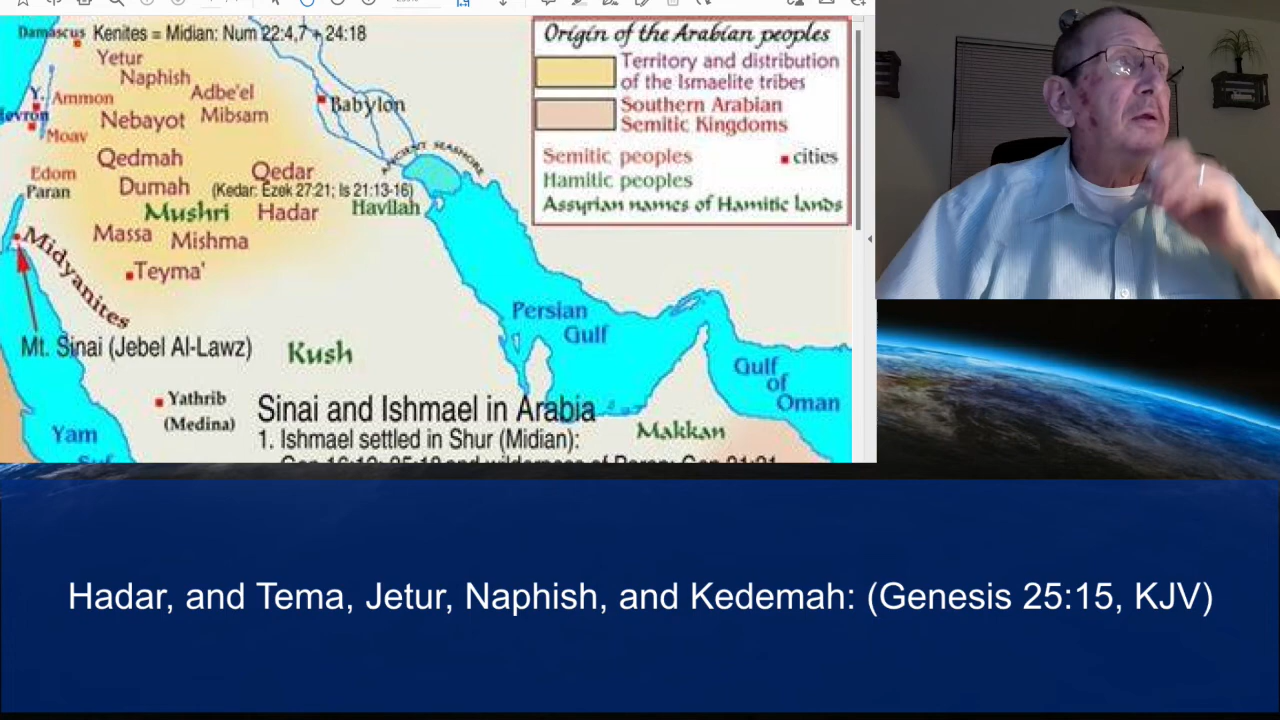 Damascus
Kenites = Midian: Num 22:4,7 + 24:18
Yetur
Naphish
Adbe'el
Mibsam
Y.
Ammon
Nebayot
Moav
Qedmah
Edom
Paran
Dumah
Qedar
(Kedar: Ezek 27:21; Is 21:13-16)
Mushri
Hadar
Havilah
Massa
Mishma
Teyma'
Midyanites
Babylon
ANCIENT SEASHORE
Origin of the Arabian peoples
Territory and distribution
of the Ismaelite tribes
Southern Arabian
Semitic Kingdoms
Semitic peoples
cities
Hamitic peoples
Assyrian names of Hamitic lands
Persian
Gulf
Gulf
of
Oman
Mt. Sinai (Jebel Al-Lawz)
Kush
Yathrib
(Medina)
Sinai and Ishmael in Arabia
1. Ishmael settled in Shur (Midian):
Makkan
Yam
Hadar, and Tema, Jetur, Naphish, and Kedemah: (Genesis 25:15, KJV)